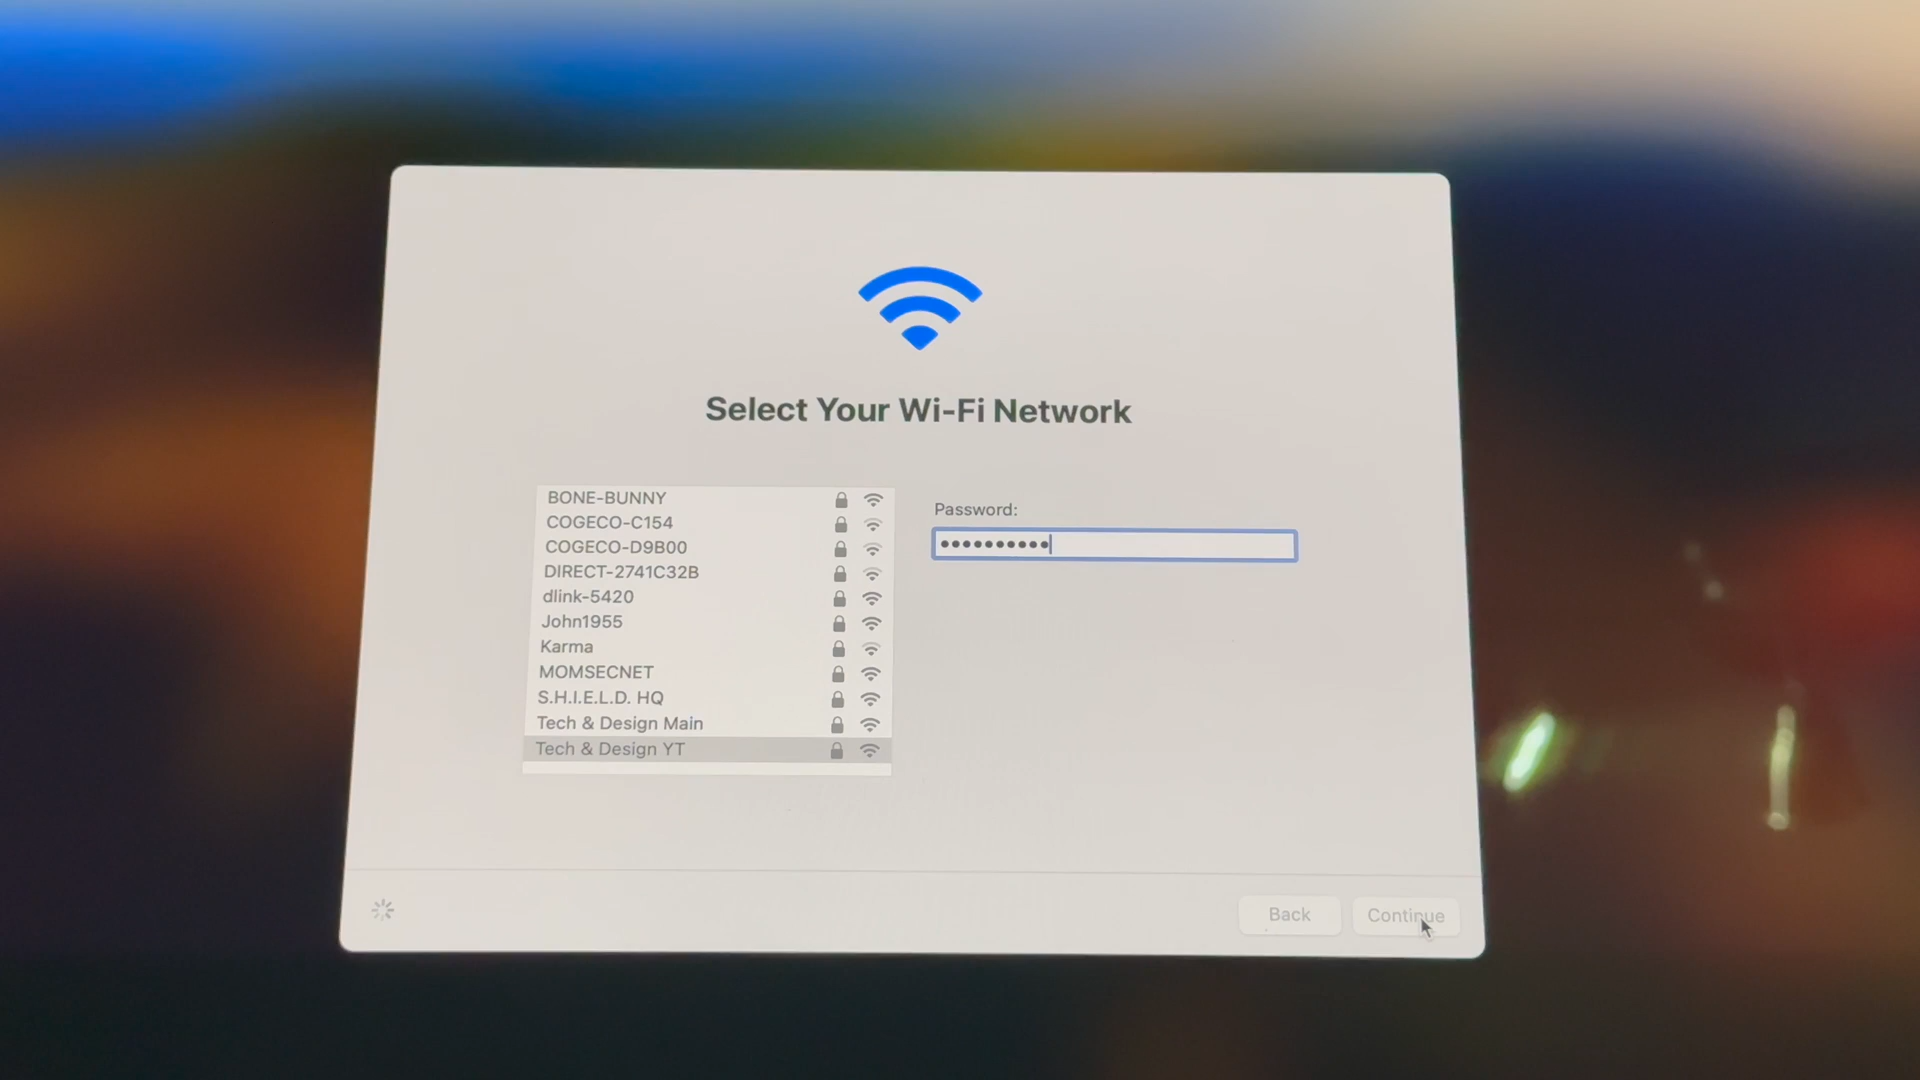 Select Your Wi-Fi Network
BONE-BUNNY
COGECO-C154
COGECO-D9B00
DIRECT-2741C32B
dlink-5420
John1955
Karma
MOMSECNET
S.H.I.E.L.D. HQ
Tech & Design Main
Tech & Design YT
Password:
Back
Continue